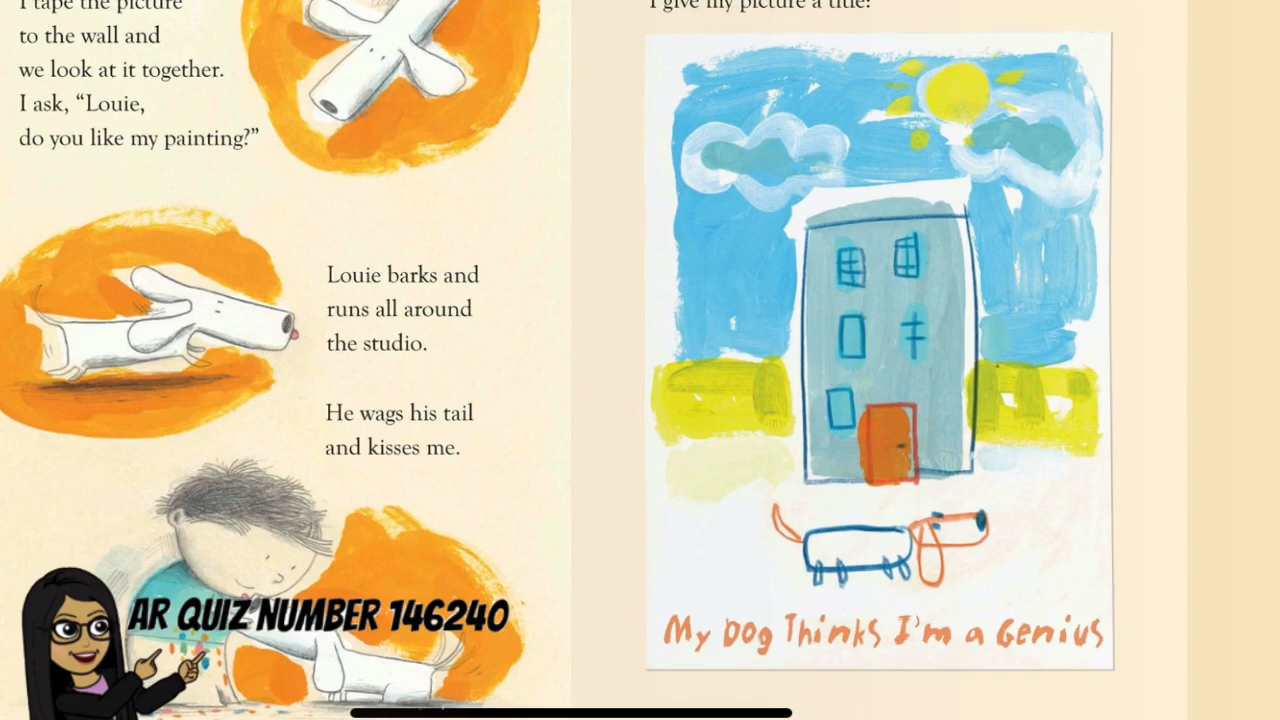 I tape the picture
to the wall and
we look at it together.
I ask, “Louie,
do you like my painting?”
Louie barks and
runs all around
the studio.
He wags his tail
and kisses me.
AR QUIZ NUMBER 146240
I give my picture a title:
My Dog Thinks I'm a Genius